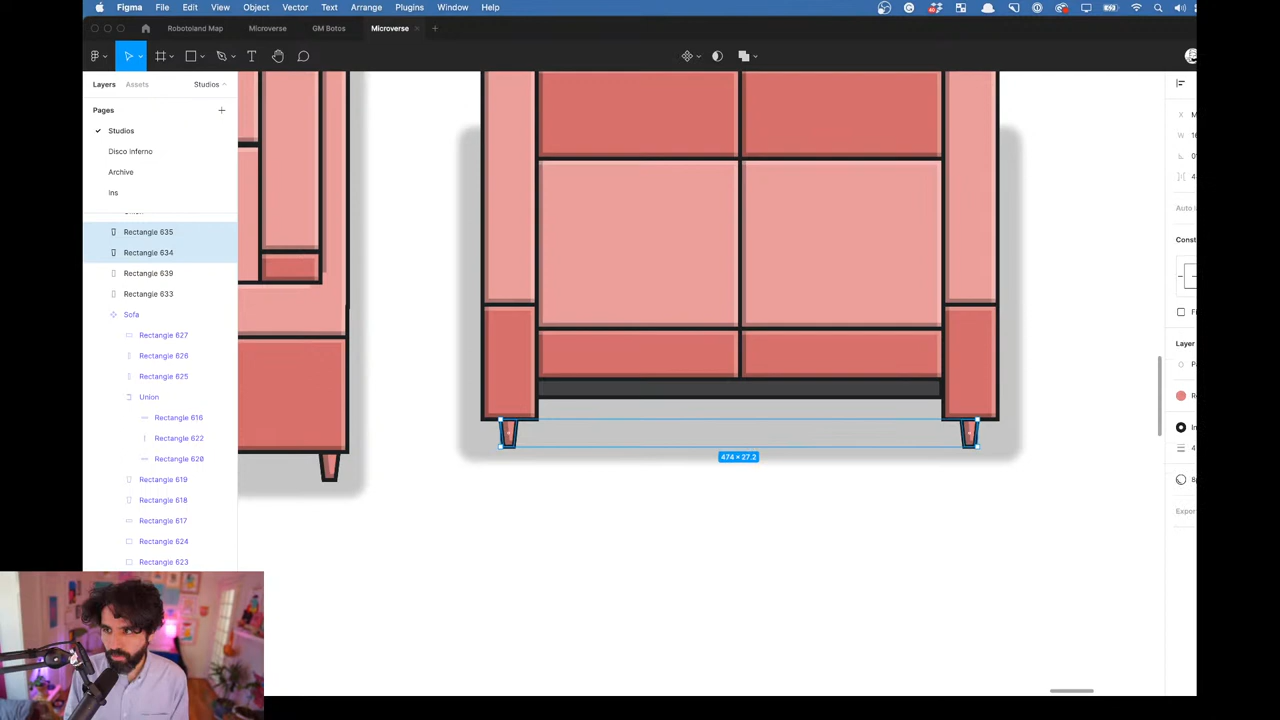 Figma File Edit View Object Vector Text Arrange Plugins Window Help
Robotoland Map Microverse GM Botos Microverse
Layers Assets Studios
Pages
Studios
Disco Inferno
Archive
Ins
Rectangle 635
Rectangle 634
Rectangle 639
Rectangle 633
Sofa
Rectangle 627
Rectangle 626
Rectangle 625
Union
Rectangle 616
Rectangle 622
Rectangle 620
Rectangle 619
Rectangle 618
Rectangle 617
Rectangle 624
Rectangle 623
474 × 27.2
X
W
Auto
Const
Layer
Expor